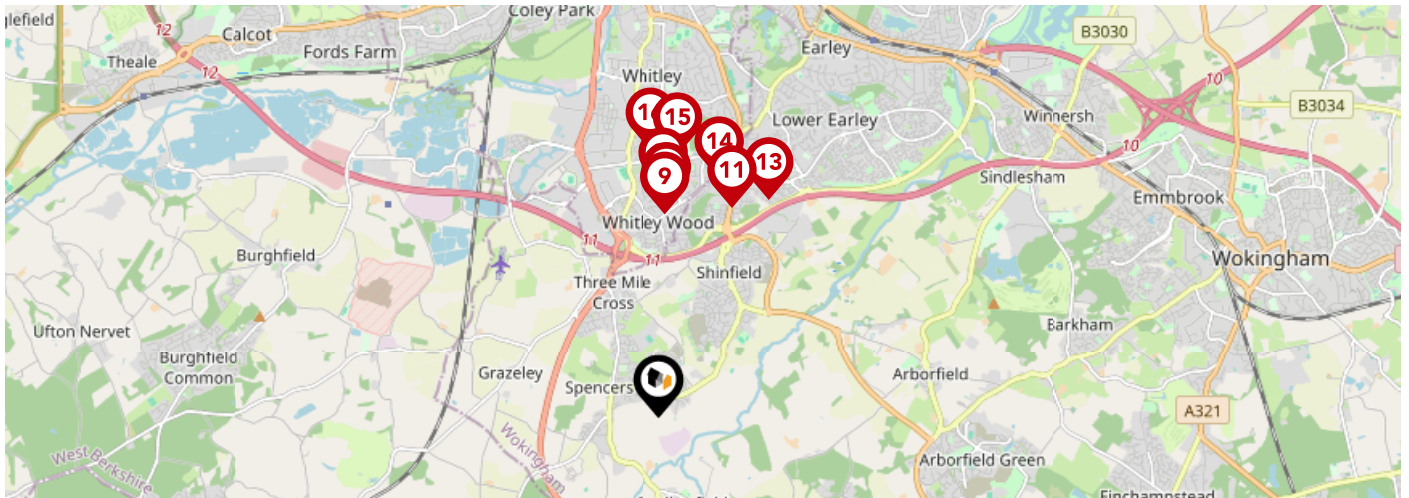 glefield
12
Calcot
Coley Park
Theale
Fords Farm
Earley
B3030
12
Whitley
10
B3034
15
Lower Earley
Winnersh
14
10
9
11
13
Sindlesham
Emmbrook
Whitley Wood
11
11
Burghfield
Shinfield
Wokingham
Three Mile
Cross
Ufton Nervet
Barkham
Burghfield
Common
Grazeley
Spencers
Arborfield
A321
West Berkshire
Wokingham
Arborfield Green
Finchampstead